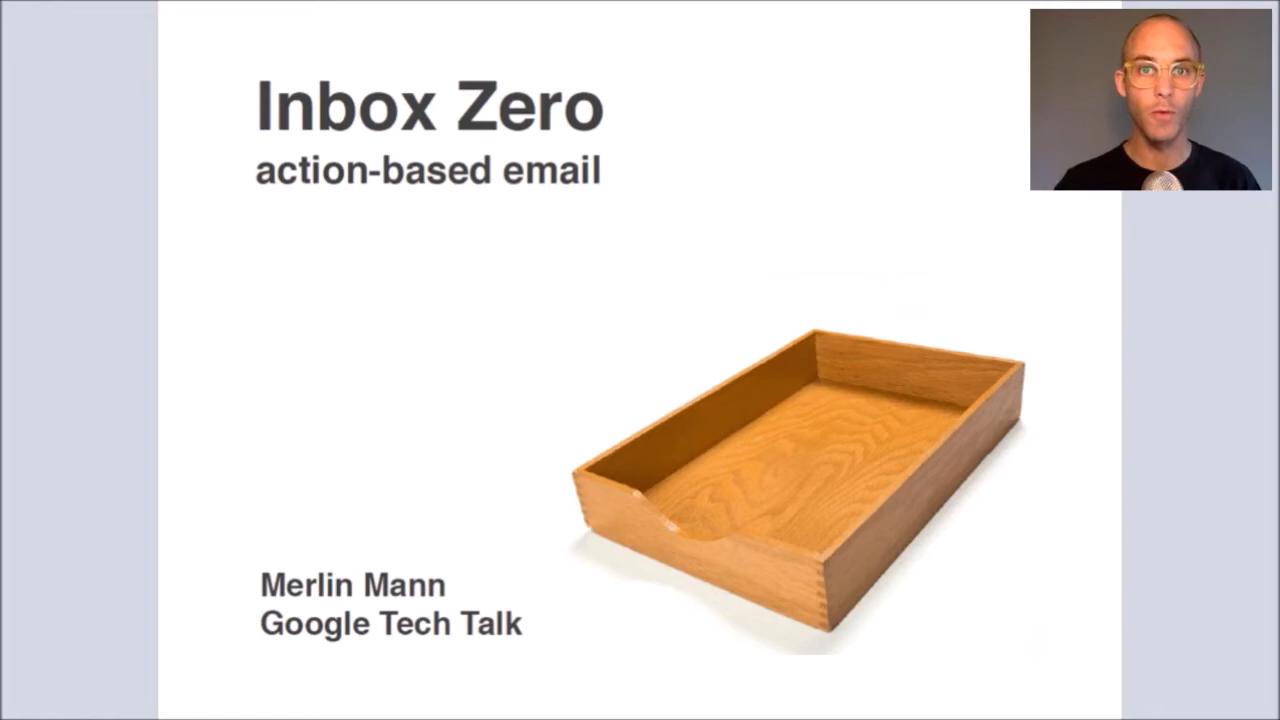 Inbox Zero
action-based email
Merlin Mann
Google Tech Talk